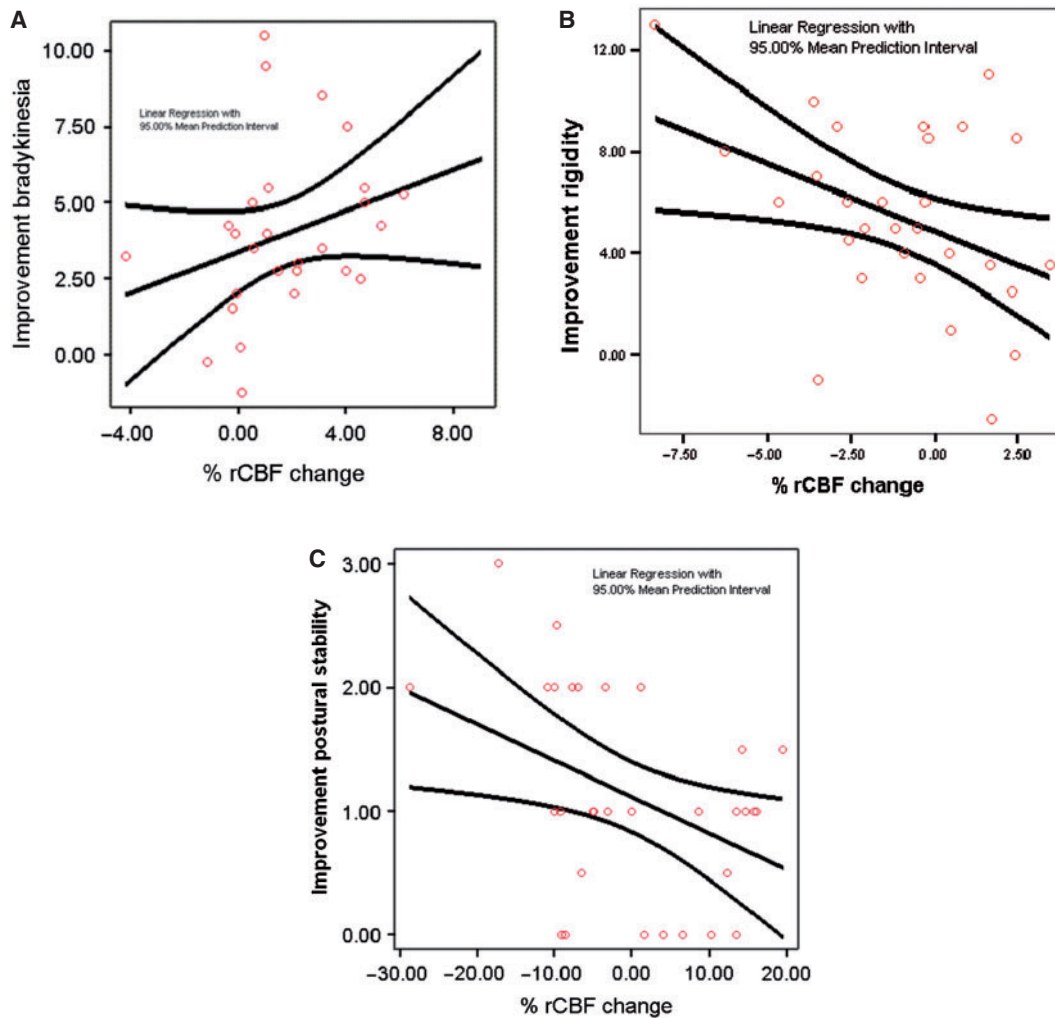 A
Improvement bradykinesia
10.00
7.50
5.00
2.50
0.00
Linear Regression with
95.00% Mean Prediction Interval
−4.00 0.00 4.00 8.00
% rCBF change
B
Improvement rigidity
12.00
8.00
4.00
0.00
Linear Regression with
95.00% Mean Prediction Interval
−7.50 −5.00 −2.50 0.00 2.50
% rCBF change
C
Improvement postural stability
3.00
2.00
1.00
0.00
Linear Regression with
95.00% Mean Prediction Interval
−30.00 −20.00 −10.00 0.00 10.00 20.00
% rCBF change